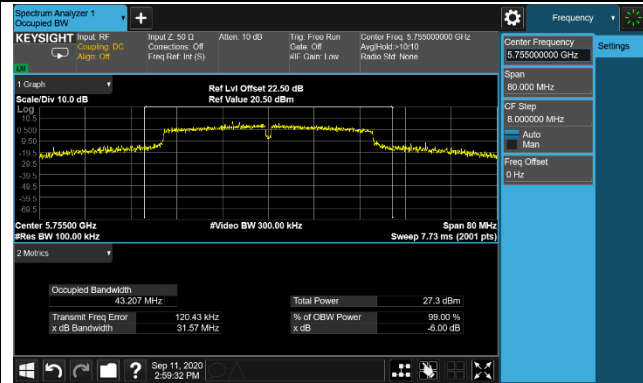 Spectrum Analyzer 1
Occupied BW
Frequency
KEYSIGHT
Input: RF
Coupling: DC
Align: Off
Input Z: 50 Ω
Corrections: Off
Freq Ref: Int (S)
Atten: 10 dB
Trig: Free Run
Gate: Off
#IF Gain: Low
Center Freq: 5.755000000 GHz
Avg|Hold:>10/10
Radio Std: None
Center Frequency
5.755000000 GHz
Settings
Span
80.000 MHz
CF Step
8.000000 MHz
Auto
Man
Freq Offset
0 Hz
1 Graph
Scale/Div 10.0 dB
Ref Lvl Offset 22.50 dB
Ref Value 20.50 dBm
Log
10.5
0.500
-9.50
-19.5
-29.5
-39.5
-49.5
-59.5
-69.5
Center 5.75500 GHz
#Res BW 100.00 kHz
#Video BW 300.00 kHz
Span 80 MHz
Sweep 7.73 ms (2001 pts)
2 Metrics
Occupied Bandwidth
43.207 MHz
Total Power 27.3 dBm
Transmit Freq Error 120.43 kHz
% of OBW Power 99.00 %
x dB Bandwidth 31.57 MHz
x dB -6.00 dB
Sep 11, 2020
2:59:32 PM